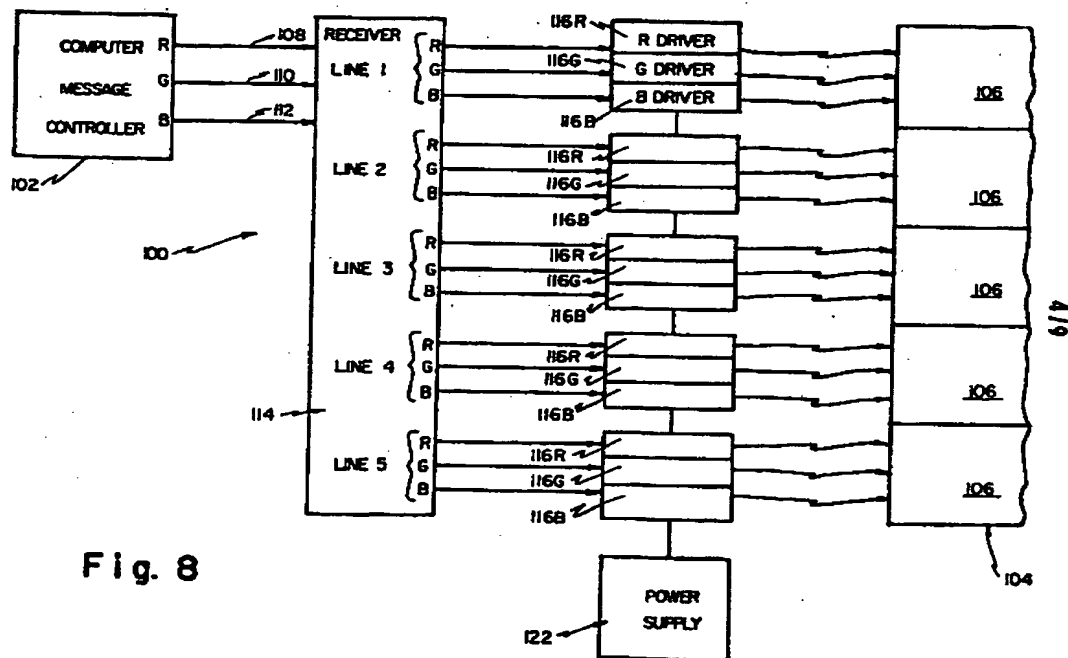 COMPUTER
MESSAGE
CONTROLLER
R
G
B
108
110
112
102
100
RECEIVER
LINE 1
R
G
B
LINE 2
R
G
B
LINE 3
R
G
B
LINE 4
R
G
B
LINE 5
R
G
B
114
116R
R DRIVER
116G
G DRIVER
B DRIVER
116B
116R
116G
116B
116R
116G
116B
116R
116G
116B
116R
116G
116B
106
106
106
106
106
104
POWER
SUPPLY
122
Fig. 8
4/9